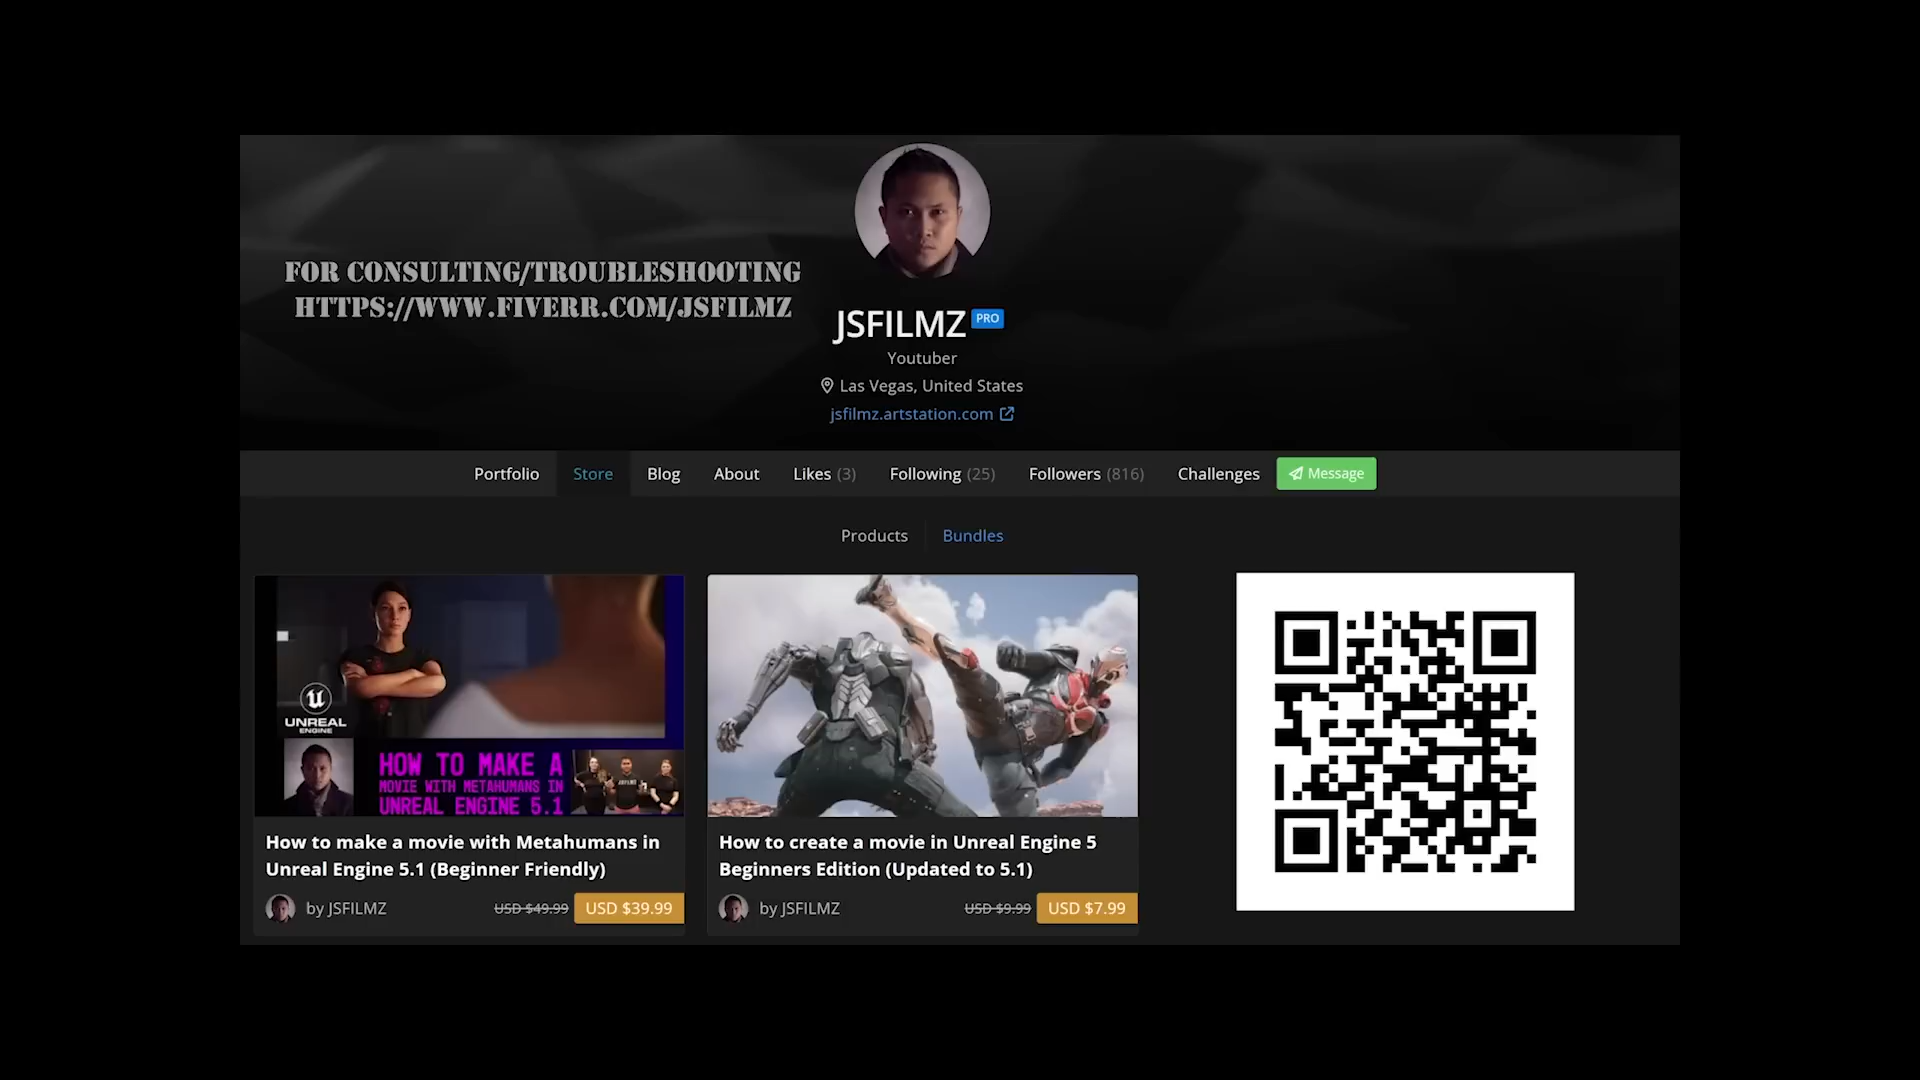 FOR CONSULTING/TROUBLESHOOTING
HTTPS://WWW.FIVERR.COM/JSFILMZ
JSFILMZ PRO
Youtuber
Las Vegas, United States
jsfilmz.artstation.com
Portfolio Store Blog About Likes (3) Following (25) Followers (816) Challenges Message
Products Bundles
UNREAL
ENGINE
HOW TO MAKE A
MOVIE WITH METAHUMANS IN
UNREAL ENGINE 5.1
How to make a movie with Metahumans in
Unreal Engine 5.1 (Beginner Friendly)
by JSFILMZ USD $49.99 USD $39.99
How to create a movie in Unreal Engine 5
Beginners Edition (Updated to 5.1)
by JSFILMZ USD $9.99 USD $7.99